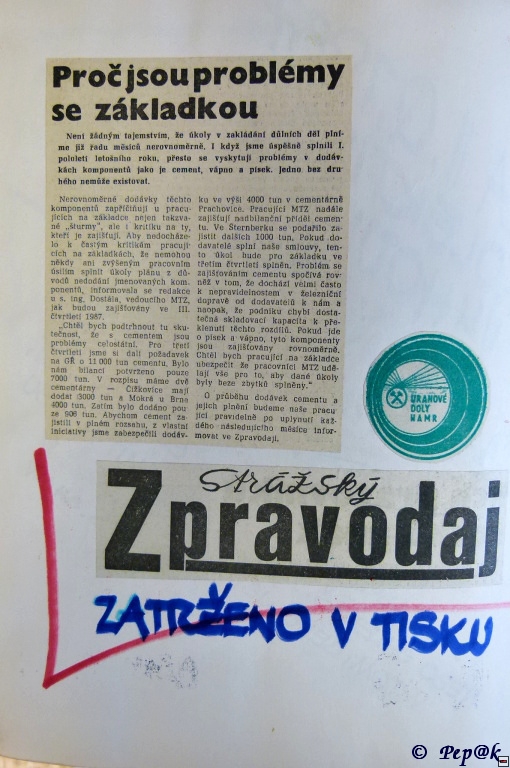 Proč jsou problémy
se základkou
Není žádným tajemstvím, že úkoly v zakládání důlních děl plní-
me již řadu měsíců nerovnoměrně. I když jsme úspěšně splnili I.
pololetí letošního roku, přesto se vyskytují problémy v dodáv-
kách komponentů jako je cement, vápno a písek. Jedno bez dru-
hého nemůže existovat.
Nerovnoměrné dodávky těchto
komponentů zapříčiňují u pracu-
jících na základce nejen takzva-
né „šturmy", ale i kritiku na ty,
kteří je zajišťují. Aby nedocháze-
lo k častým kritikám pracují-
cích na základkách, že nemohou
někdy ani zvýšeným pracovním
úsilím splnit úkoly plánu z dů-
vodů nedodání jmenovaných kom-
ponentů, informovala se redakce
u s. ing. Dostála, vedoucího MTZ,
jak budou zajišťovány ve III.
čtvrtletí 1987.
„Chtěl bych podtrhnout tu sku-
tečnost, že s cementem jsou
problémy celostátní. Pro třetí
čtvrtletí jsme si dali požadavek
na GŘ o 11 000 tun cementu. Bylo
nám bilancí potvrzeno pouze
7000 tun. V rozpisu máme dvě
cementárny — Čížkovice mají
dodat 3000 tun a Mokrá u Brna
4000 tun. Zatím bylo dodáno pou-
ze 906 tun. Abychom cement za-
jistili v plném rozsahu, z vlastní
iniciativy jsme zabezpečili dodáv-
ku ve výši 4000 tun v cementárně
Prachovice. Pracující MTZ nadále
zajišťují nadbilanční příděl cemen-
tu. Ve Šternberku se podařilo za-
jistit dalších 1000 tun. Pokud do-
davatelé splní naše smlouvy, ten-
to úkol bude pro základku ve
třetím čtvrtletí splněn. Problém se
zajišťováním cementu spočívá rov-
něž v tom, že dochází velmi často
k nepravidelnostem v železniční
dopravě od dodavatelů k nám a
naopak, že podniku chybí dosta-
tečná skladovací kapacita k pře-
klenutí těchto rozdílů. Pokud jde
o písek a vápno, tyto komponenty
jsou zajišťovány rovnoměrně.
Chtěl bych pracující na základce
ubezpečit že pracovníci MTZ udě-
lají vše pro to, aby dané úkoly
byly beze zbytků splněny."
O průběhu dodávek cementu a
jejich plnění budeme naše pracu-
jící pravidelně po uplynutí kaž-
dého následujícího měsíce infor-
movat ve Zpravodaji.
URANOVÉ
DOLY
HAMR
Strážský
Zpravodaj
ZATRŽENO V TISKU
© Pep@k